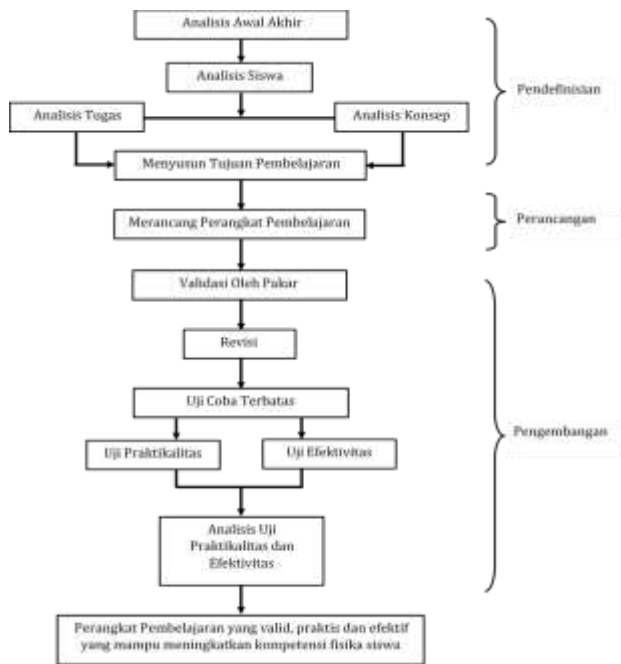 Analisis Awal Akhir
Analisis Siswa
Pendefinisian
Analisis Tugas
Analisis Konsep
Menyusun Tujuan Pembelajaran
Merancang Perangkat Pembelajaran
Perancangan
Validasi Oleh Pakar
Revisi
Uji Coba Terbatas
Pengembangan
Uji Praktikalitas
Uji Efektivitas
Analisis Uji
Praktikalitas dan
Efektivitas
Perangkat Pembelajaran yang valid, praktis dan efektif
yang mampu meningkatkan kompetensi fisika siswa